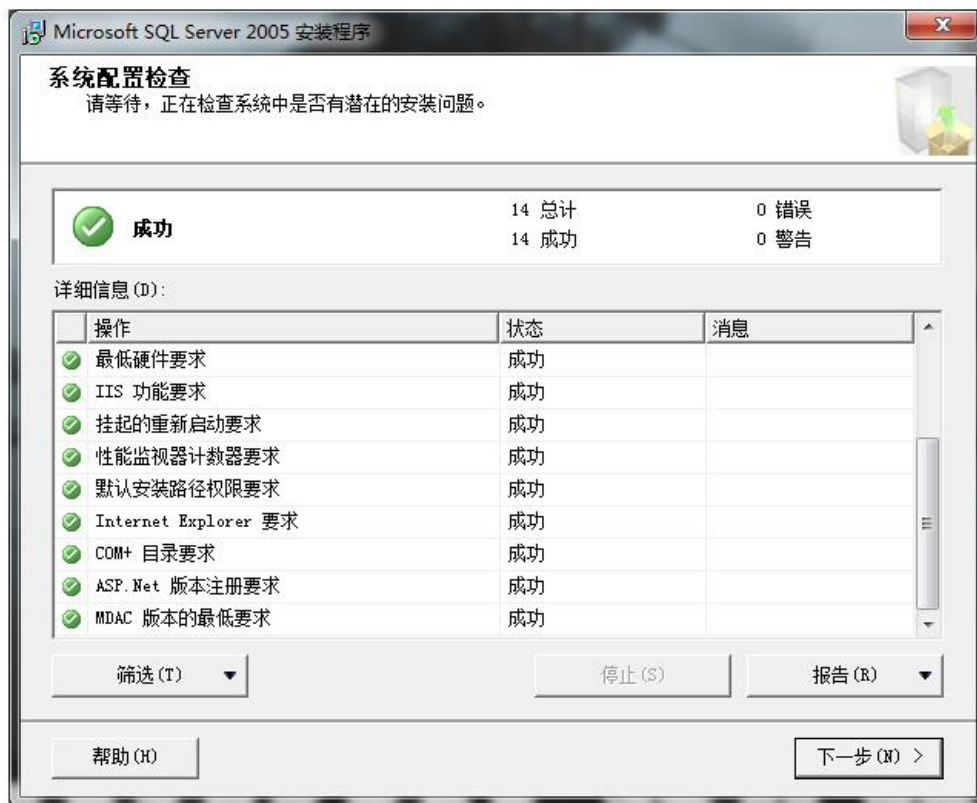 Microsoft SQL Server 2005 安装程序
系统配置检查
请等待，正在检查系统中是否有潜在的安装问题。
成功
14 总计
0 错误
14 成功
0 警告
详细信息(D):
操作 状态 消息
最低硬件要求 成功
IIS 功能要求 成功
挂起的重新启动要求 成功
性能监视器计数器要求 成功
默认安装路径权限要求 成功
Internet Explorer 要求 成功
COM+ 目录要求 成功
ASP.Net 版本注册要求 成功
MDAC 版本的最低要求 成功
筛选(T) 停止(S) 报告(R)
帮助(H) 下一步(N) >